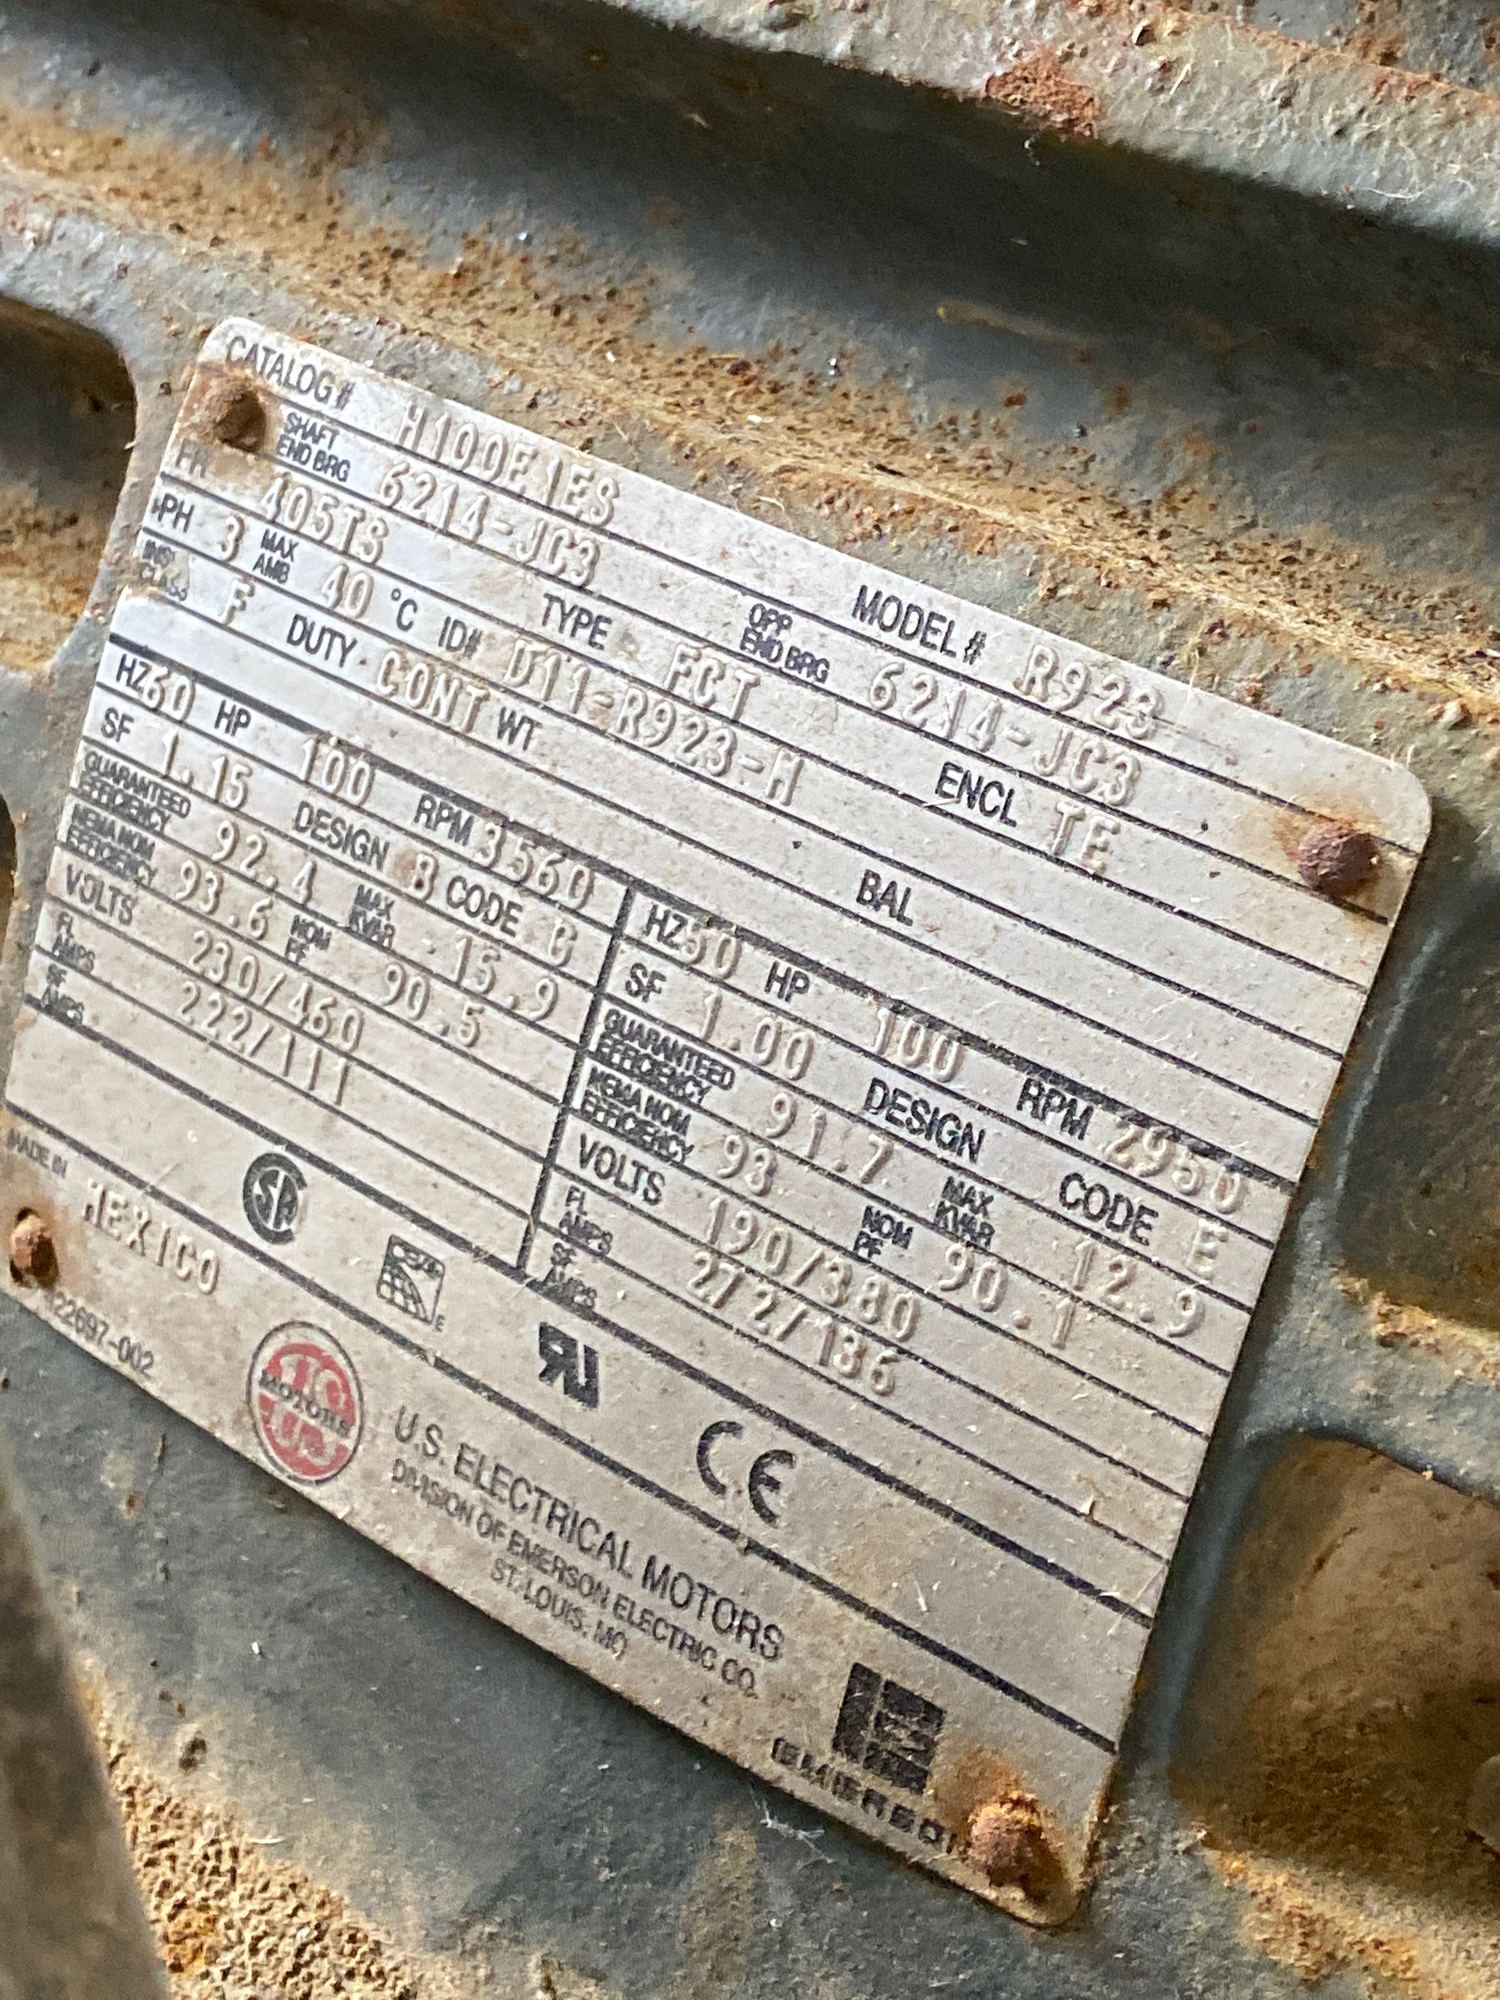 CATALOG # H100E1ES MODEL # R923
SHAFT END BRG 6214-JC3 OPP END BRG 6214-JC3
FR 405TS TYPE FCT ENCL TE
PH 3 MAX AMB 40 °C ID# D11-R923-H
INS CLASS F DUTY CONT WT BAL
HZ 60 HP 100 RPM 3560
SF 1.15 DESIGN B CODE G
GUARANTEED EFFICIENCY 92.4 MAX KVAR 15.9
NEMA NOM EFFICIENCY 93.6 NOM PF 90.5
VOLTS 230/460
FL AMPS 222/111
SF AMPS
HZ 50 HP 100 RPM 2950
SF 1.00 DESIGN CODE E
GUARANTEED EFFICIENCY 91.7 MAX KVAR 12.9
NEMA NOM EFFICIENCY 93 NOM PF 90.1
VOLTS 190/380
FL AMPS 272/136
SF AMPS
MADE IN MEXICO
22697-002
US MOTORS
CE
U.S. ELECTRICAL MOTORS
DIVISION OF EMERSON ELECTRIC CO.
ST. LOUIS, MO
EMERSON